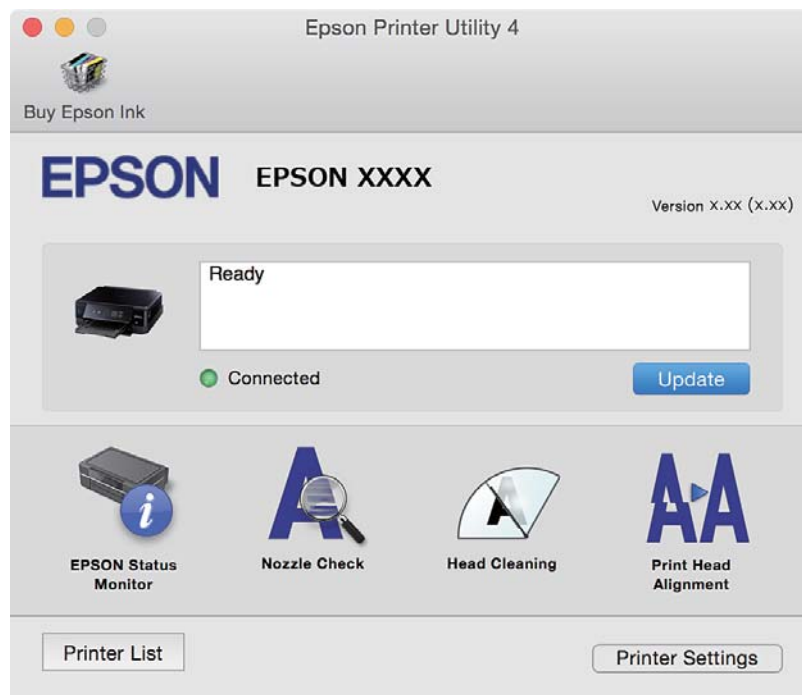 Epson Printer Utility 4
Buy Epson Ink
EPSON
EPSON XXXX
Version x.xx (x.xx)
Ready
Connected
Update
EPSON Status
Monitor
Nozzle Check
Head Cleaning
Print Head
Alignment
Printer List
Printer Settings